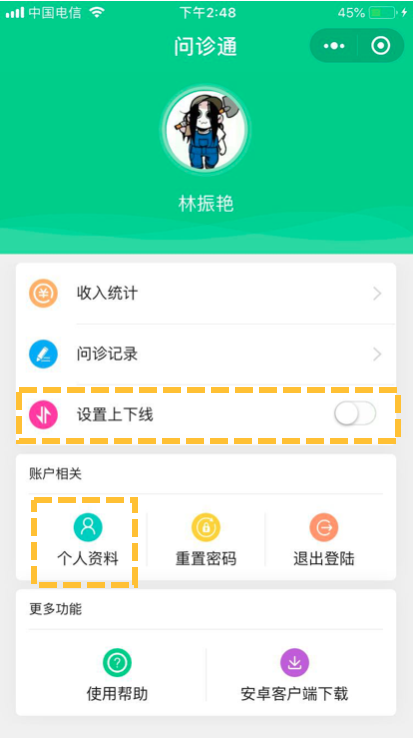 中国电信 下午2:48 45%
问诊通
林振艳
¥ 收入统计
问诊记录
设置上下线
账户相关
个人资料 重置密码 退出登陆
更多功能
? 使用帮助 安卓客户端下载